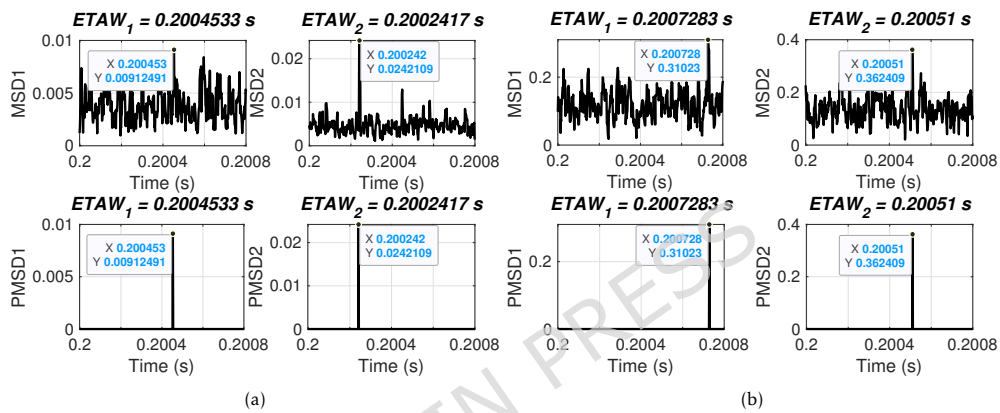 ETAW1 = 0.2004533 s
MSD1
0.01
0.005
0
X 0.200453
Y 0.00912491
0.2 0.2004 0.2008
Time (s)
ETAW2 = 0.2002417 s
MSD2
0.02
0.01
0
X 0.200242
Y 0.0242109
0.2 0.2004 0.2008
Time (s)
ETAW1 = 0.2004533 s
PMSD1
0.01
0.005
0
X 0.200453
Y 0.00912491
0.2 0.2004 0.2008
Time (s)
ETAW2 = 0.2002417 s
PMSD2
0.02
0.01
0
X 0.200242
Y 0.0242109
0.2 0.2004 0.2008
Time (s)
(a)
ETAW1 = 0.2007283 s
MSD1
0.2
0
X 0.200728
Y 0.31023
0.2 0.2004 0.2008
Time (s)
ETAW2 = 0.20051 s
MSD2
0.4
0.2
0
X 0.20051
Y 0.362409
0.2 0.2004 0.2008
Time (s)
ETAW1 = 0.2007283 s
PMSD1
0.2
0
X 0.200728
Y 0.31023
0.2 0.2004 0.2008
Time (s)
ETAW2 = 0.20051 s
PMSD2
0.4
0.2
0
X 0.20051
Y 0.362409
0.2 0.2004 0.2008
Time (s)
(b)
IN PRESS